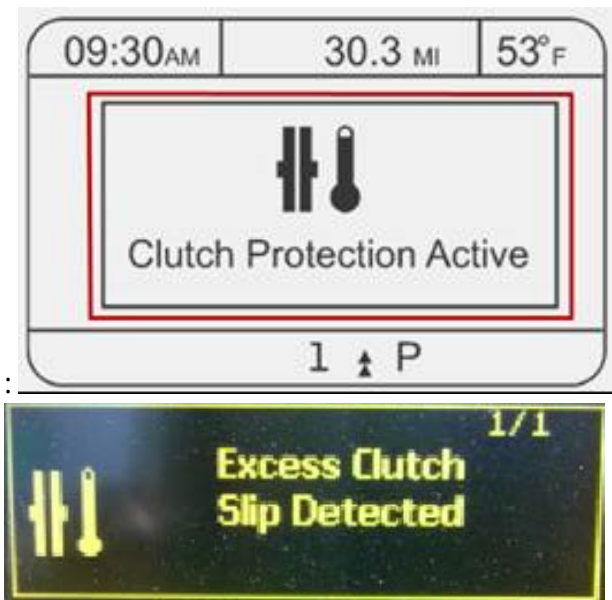 09:30AM 30.3 MI 53°F
Clutch Protection Active
1 P
:
1/1
Excess Clutch
Slip Detected